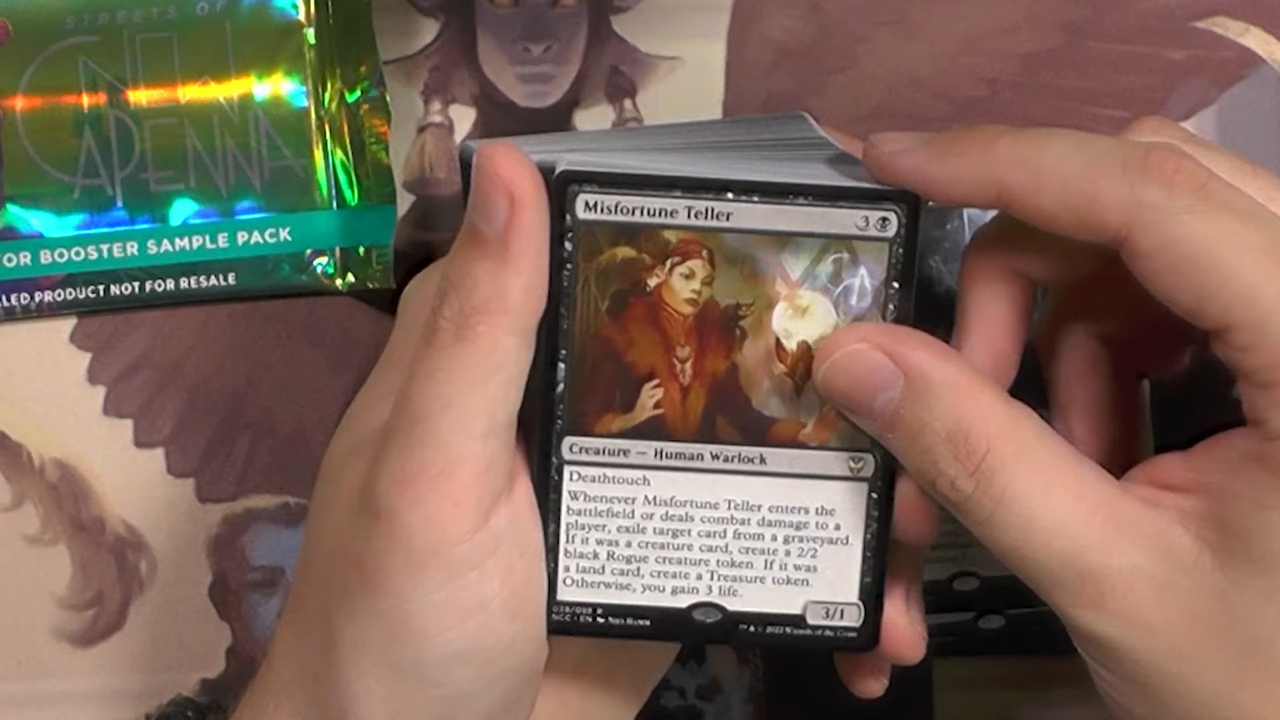 STREETS OF
NEW
CAPENNA
OR BOOSTER SAMPLE PACK
LED PRODUCT NOT FOR RESALE
Misfortune Teller
3
Creature — Human Warlock
Deathtouch
Whenever Misfortune Teller enters the
battlefield or deals combat damage to a
player, exile target card from a graveyard.
If it was a creature card, create a 2/2
black Rogue creature token. If it was
a land card, create a Treasure token.
Otherwise, you gain 3 life.
3/1
NCC • EN
2022 Wizards of the Coast